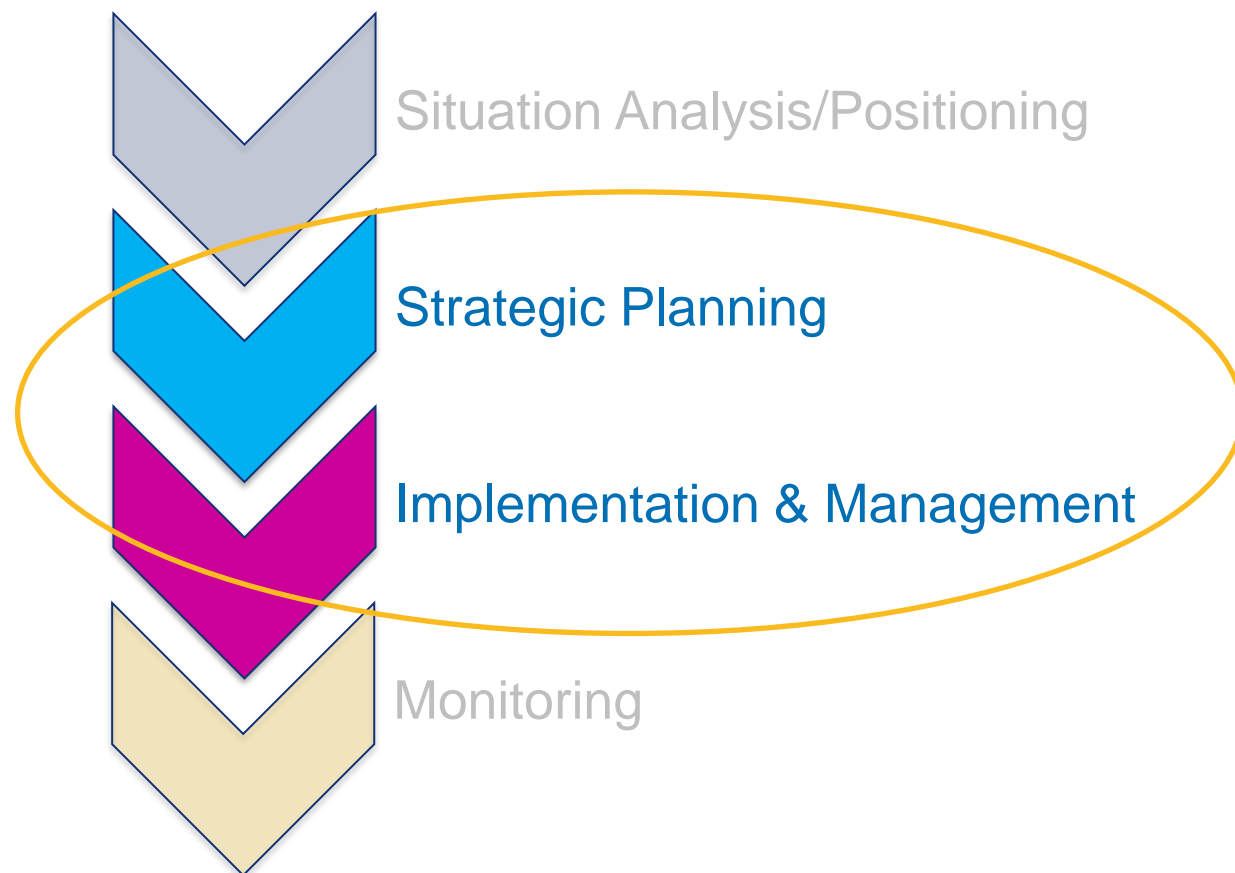 Situation Analysis/Positioning
Strategic Planning
Implementation & Management
Monitoring